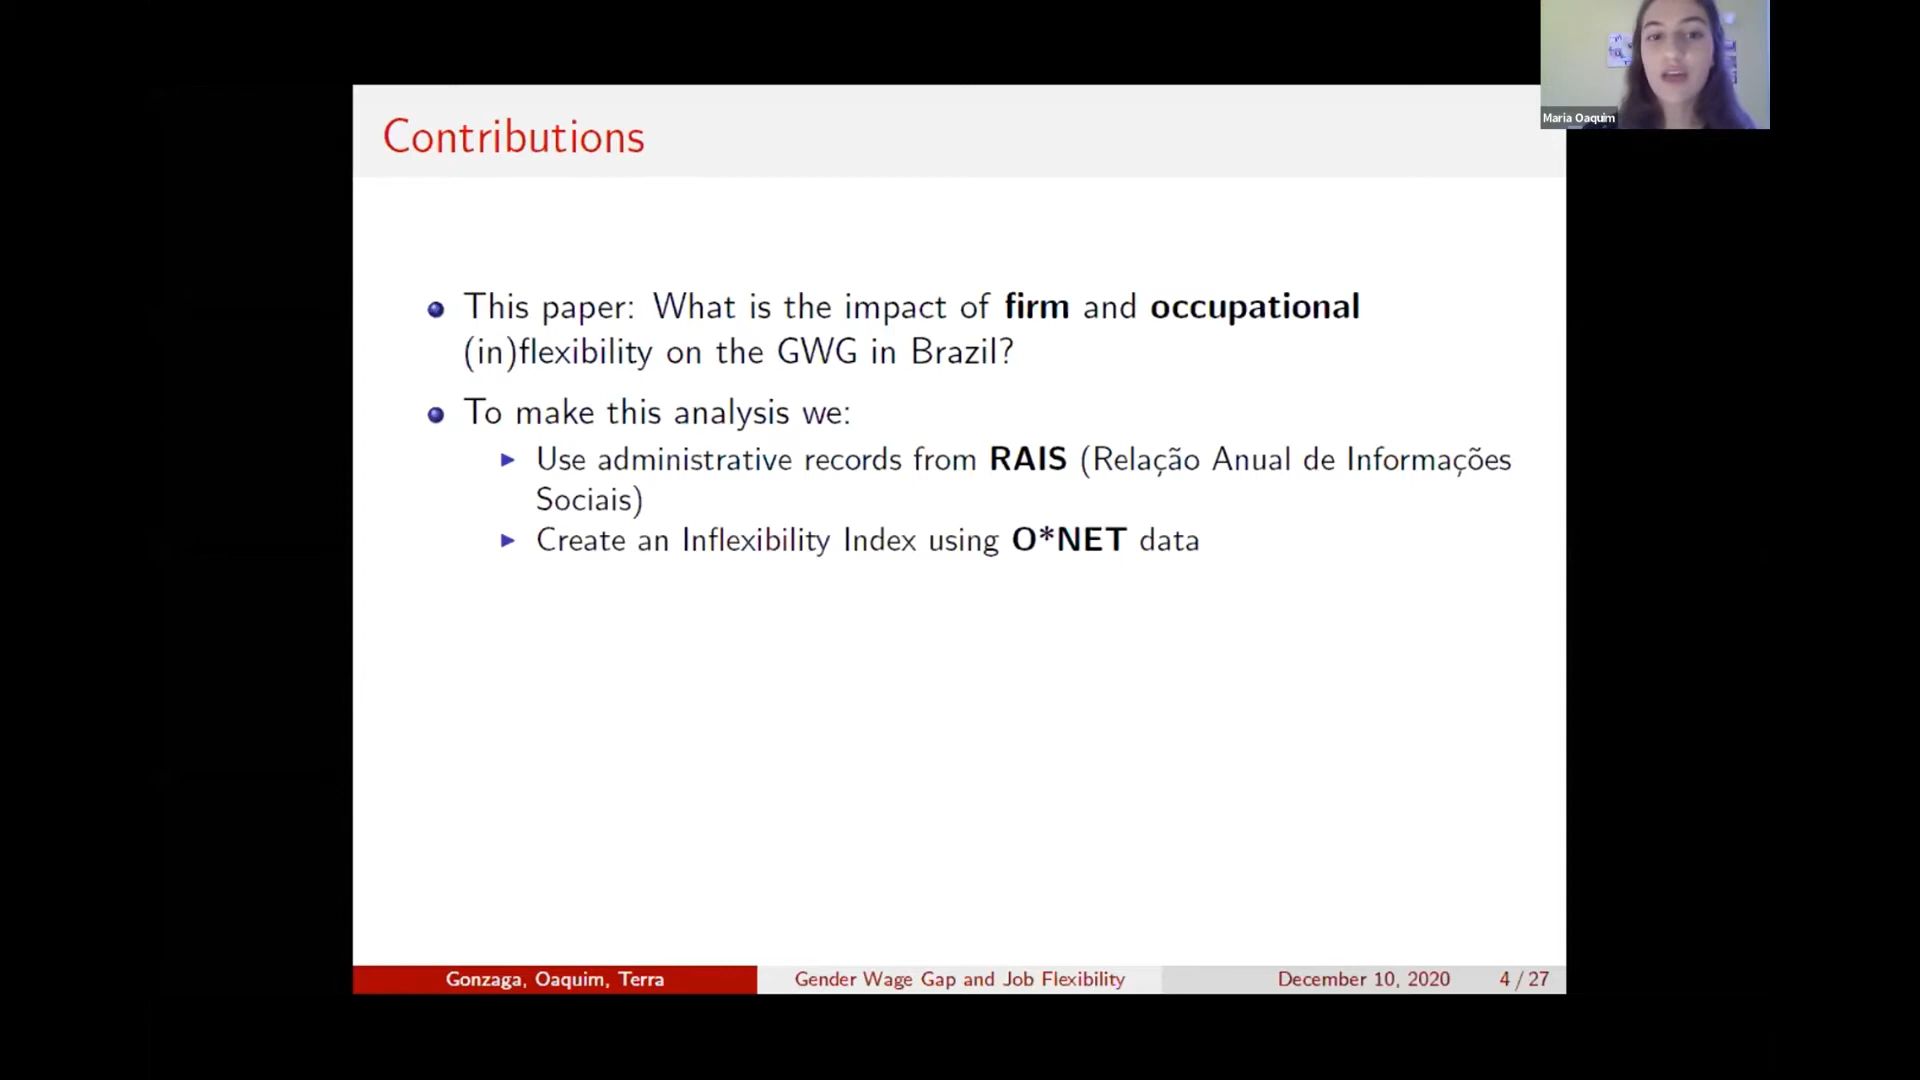 Maria Oaquim
Contributions
This paper: What is the impact of firm and occupational
(in)flexibility on the GWG in Brazil?
To make this analysis we:
Use administrative records from RAIS (Relação Anual de Informações
Sociais)
Create an Inflexibility Index using O*NET data
Gonzaga, Oaquim, Terra
Gender Wage Gap and Job Flexibility
December 10, 2020
4 / 27